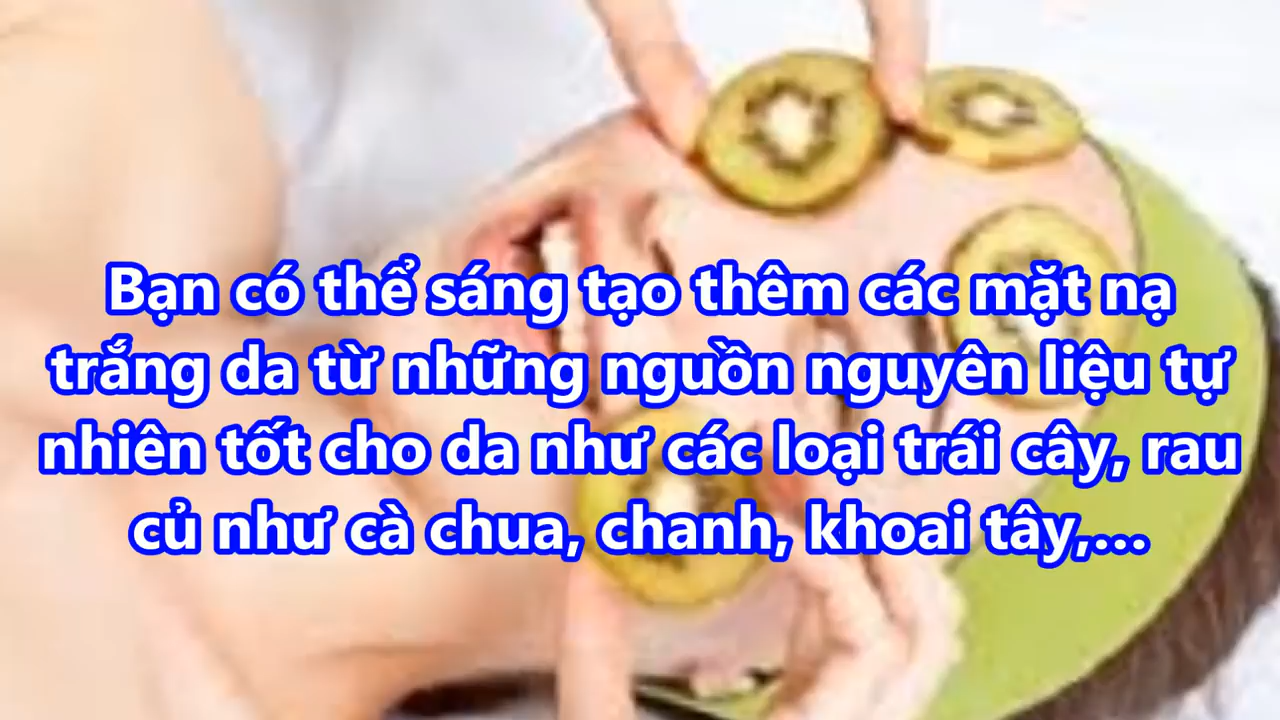 Bạn có thể sáng tạo thêm các mặt nạ
trắng da từ những nguồn nguyên liệu tự
nhiên tốt cho da như các loại trái cây, rau
củ như cà chua, chanh, khoai tây,...